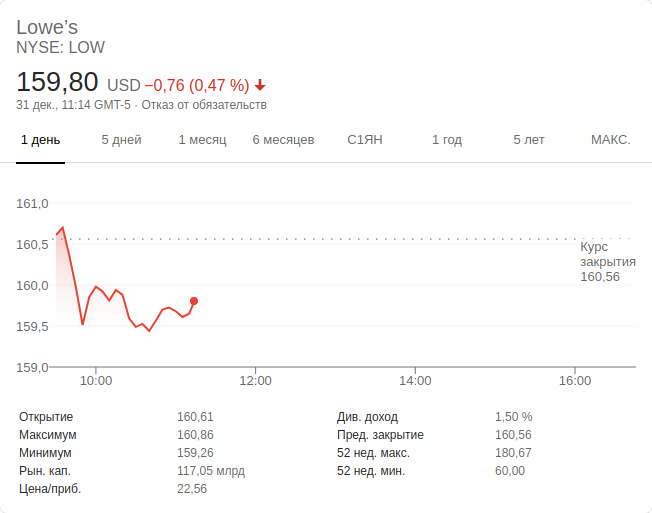 Lowe's
NYSE: LOW
159,80 USD −0,76 (0,47 %)
31 дек., 11:14 GMT-5 · Отказ от обязательств
1 день 5 дней 1 месяц 6 месяцев С1ЯН 1 год 5 лет МАКС.
161,0
160,5
Курс
закрытия
160,56
160,0
159,5
159,0
10:00 12:00 14:00 16:00
Открытие 160,61 Див. доход 1,50 %
Максимум 160,86 Пред. закрытие 160,56
Минимум 159,26 52 нед. макс. 180,67
Рын. кап. 117,05 млрд 52 нед. мин. 60,00
Цена/приб. 22,56